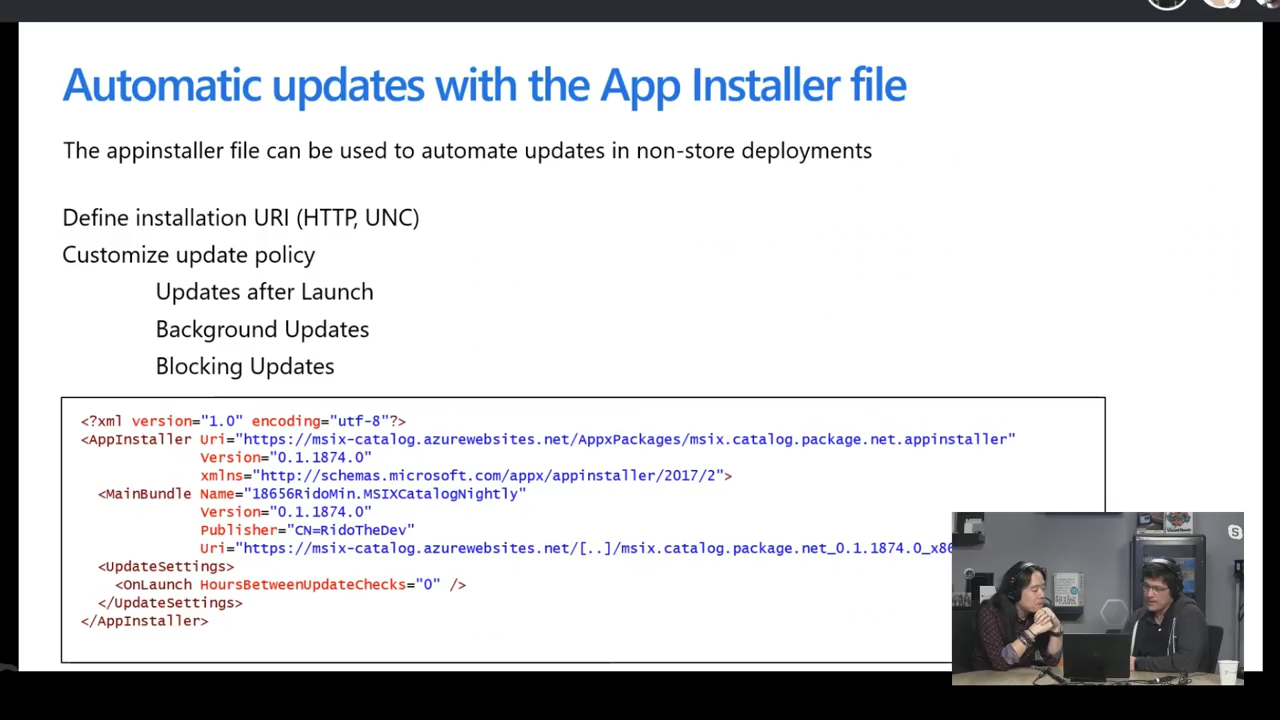 Automatic updates with the App Installer file
The appinstaller file can be used to automate updates in non-store deployments
Define installation URI (HTTP, UNC)
Customize update policy
Updates after Launch
Background Updates
Blocking Updates
<?xml version="1.0" encoding="utf-8"?>
<AppInstaller Uri="https://msix-catalog.azurewebsites.net/AppxPackages/msix.catalog.package.net.appinstaller"
Version="0.1.1874.0"
xmlns="http://schemas.microsoft.com/appx/appinstaller/2017/2">
<MainBundle Name="18656RidoMin.MSIXCatalogNightly"
Version="0.1.1874.0"
Publisher="CN=RidoTheDev"
Uri="https://msix-catalog.azurewebsites.net/[..]/msix.catalog.package.net_0.1.1874.0_x86
<UpdateSettings>
<OnLaunch HoursBetweenUpdateChecks="0" />
</UpdateSettings>
</AppInstaller>